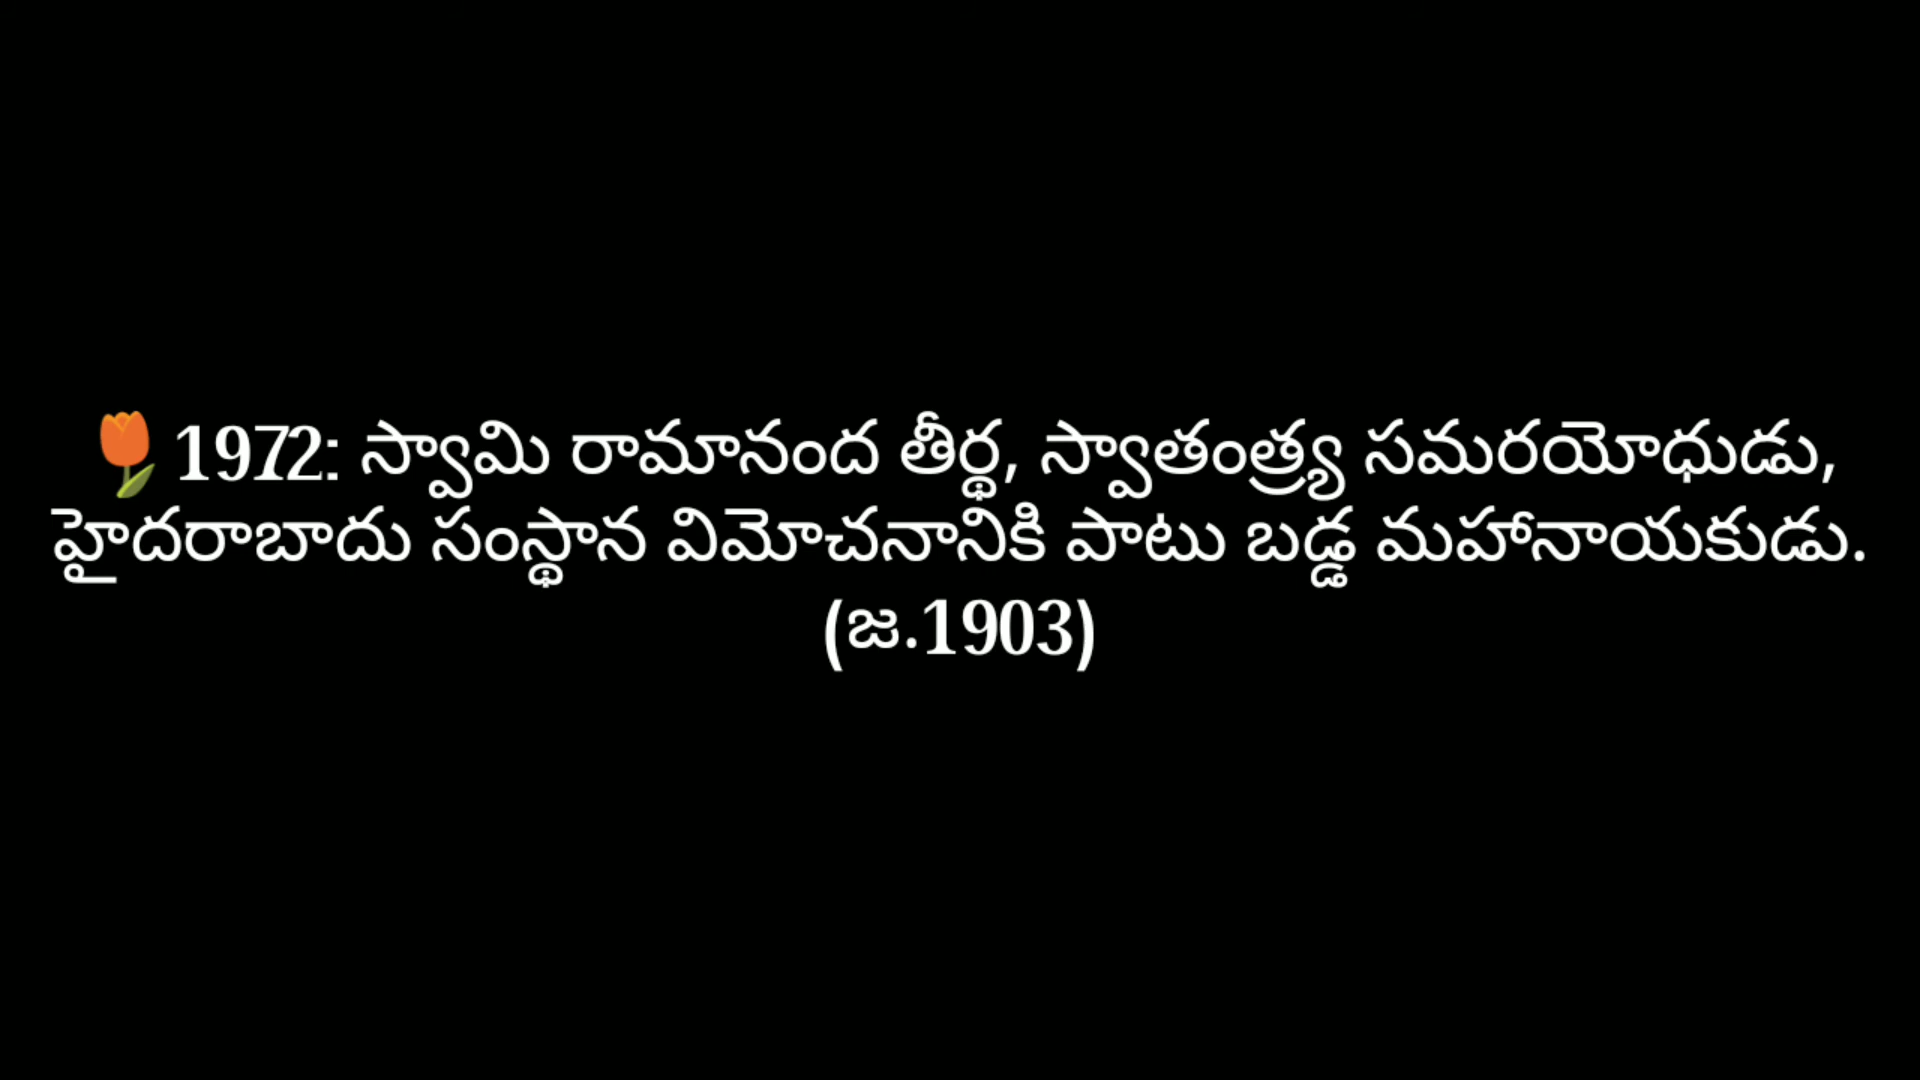 🌷1972: స్వామి రామానంద తీర్థ, స్వాతంత్ర్య సమరయోధుడు,
హైదరాబాదు సంస్థాన విమోచనానికి పాటు బడ్డ మహానాయకుడు.
(జ.1903)